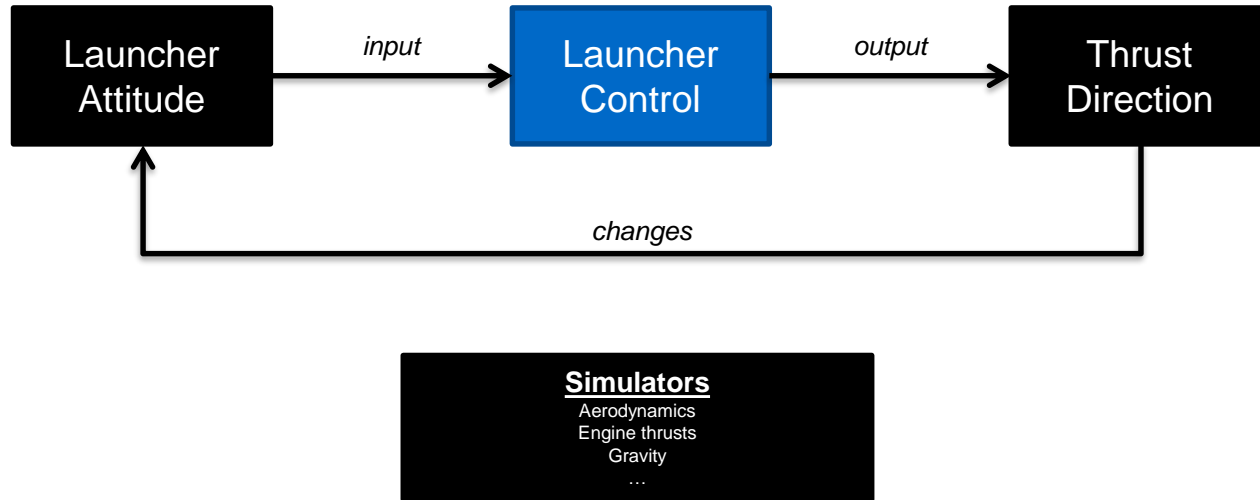 Launcher
Attitude
input
Launcher
Control
output
Thrust
Direction
changes
Simulators
Aerodynamics
Engine thrusts
Gravity
…